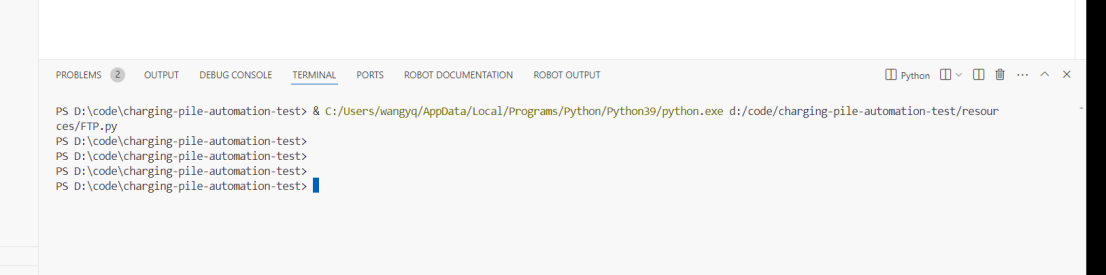 PROBLEMS 2 OUTPUT DEBUG CONSOLE TERMINAL PORTS ROBOT DOCUMENTATION ROBOT OUTPUT Python
PS D:\code\charging-pile-automation-test> & C:/Users/wangyq/AppData/Local/Programs/Python/Python39/python.exe d:/code/charging-pile-automation-test/resour
ces/FTP.py
PS D:\code\charging-pile-automation-test>
PS D:\code\charging-pile-automation-test>
PS D:\code\charging-pile-automation-test>
PS D:\code\charging-pile-automation-test>